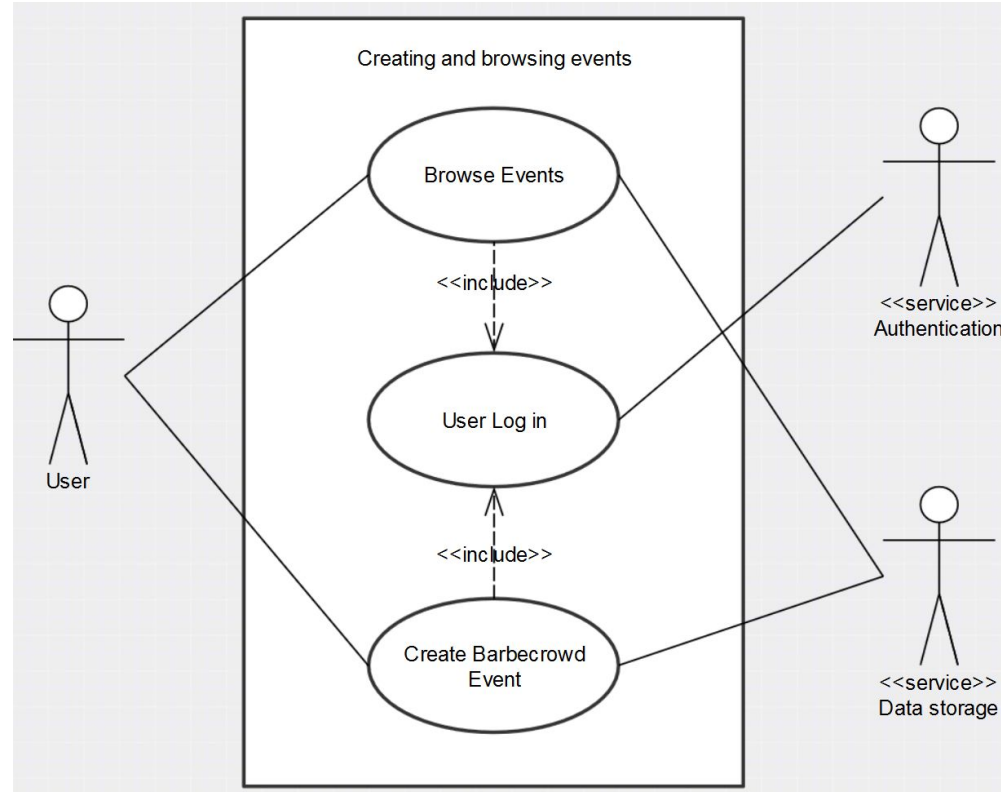 Creating and browsing events
Browse Events
<<include>>
<<service>>
Authentication
User Log in
User
<<include>>
Create Barbecrowd
Event
<<service>>
Data storage